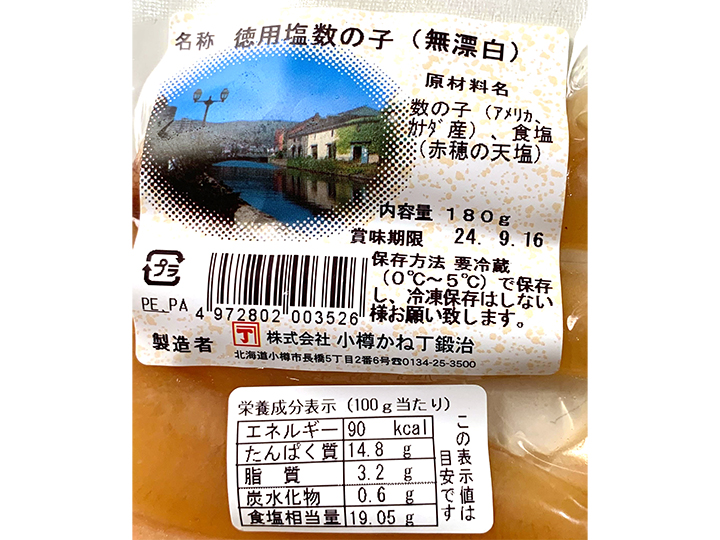 名称 徳用塩数の子（無漂白）
原材料名
数の子（アメリカ、
カナダ産）、食塩
（赤穂の天塩）
内容量 180g
賞味期限 24. 9.16
保存方法 要冷蔵
（0℃～5℃）で保存
し、冷凍保存はしない
様お願い致します。
プラ
PE､PA
4 972802 003526
製造者 株式会社 小樽かね丁鍛治
北海道小樽市長橋5丁目2番6号☎0134-25-3500
栄養成分表示（100g当たり）
エネルギー 90 kcal
たんぱく質 14.8 g
脂質 3.2 g
炭水化物 0.6 g
食塩相当量 19.05 g
この表示値は
目安です